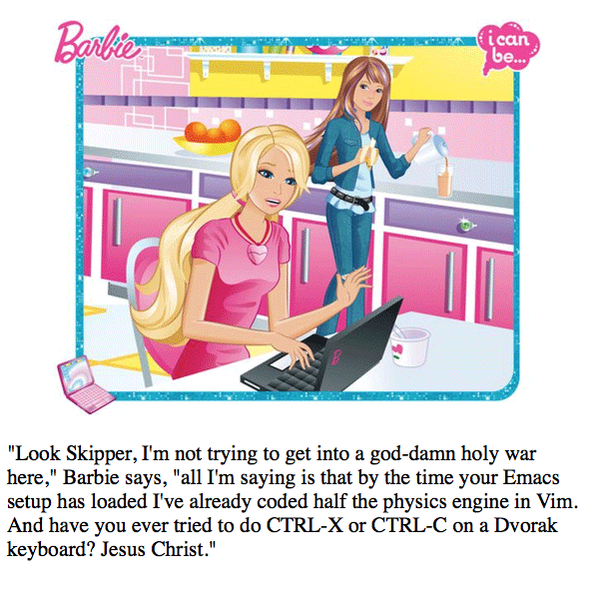 Barbie
i can
be...
B
"Look Skipper, I'm not trying to get into a god-damn holy war
here," Barbie says, "all I'm saying is that by the time your Emacs
setup has loaded I've already coded half the physics engine in Vim.
And have you ever tried to do CTRL-X or CTRL-C on a Dvorak
keyboard? Jesus Christ."